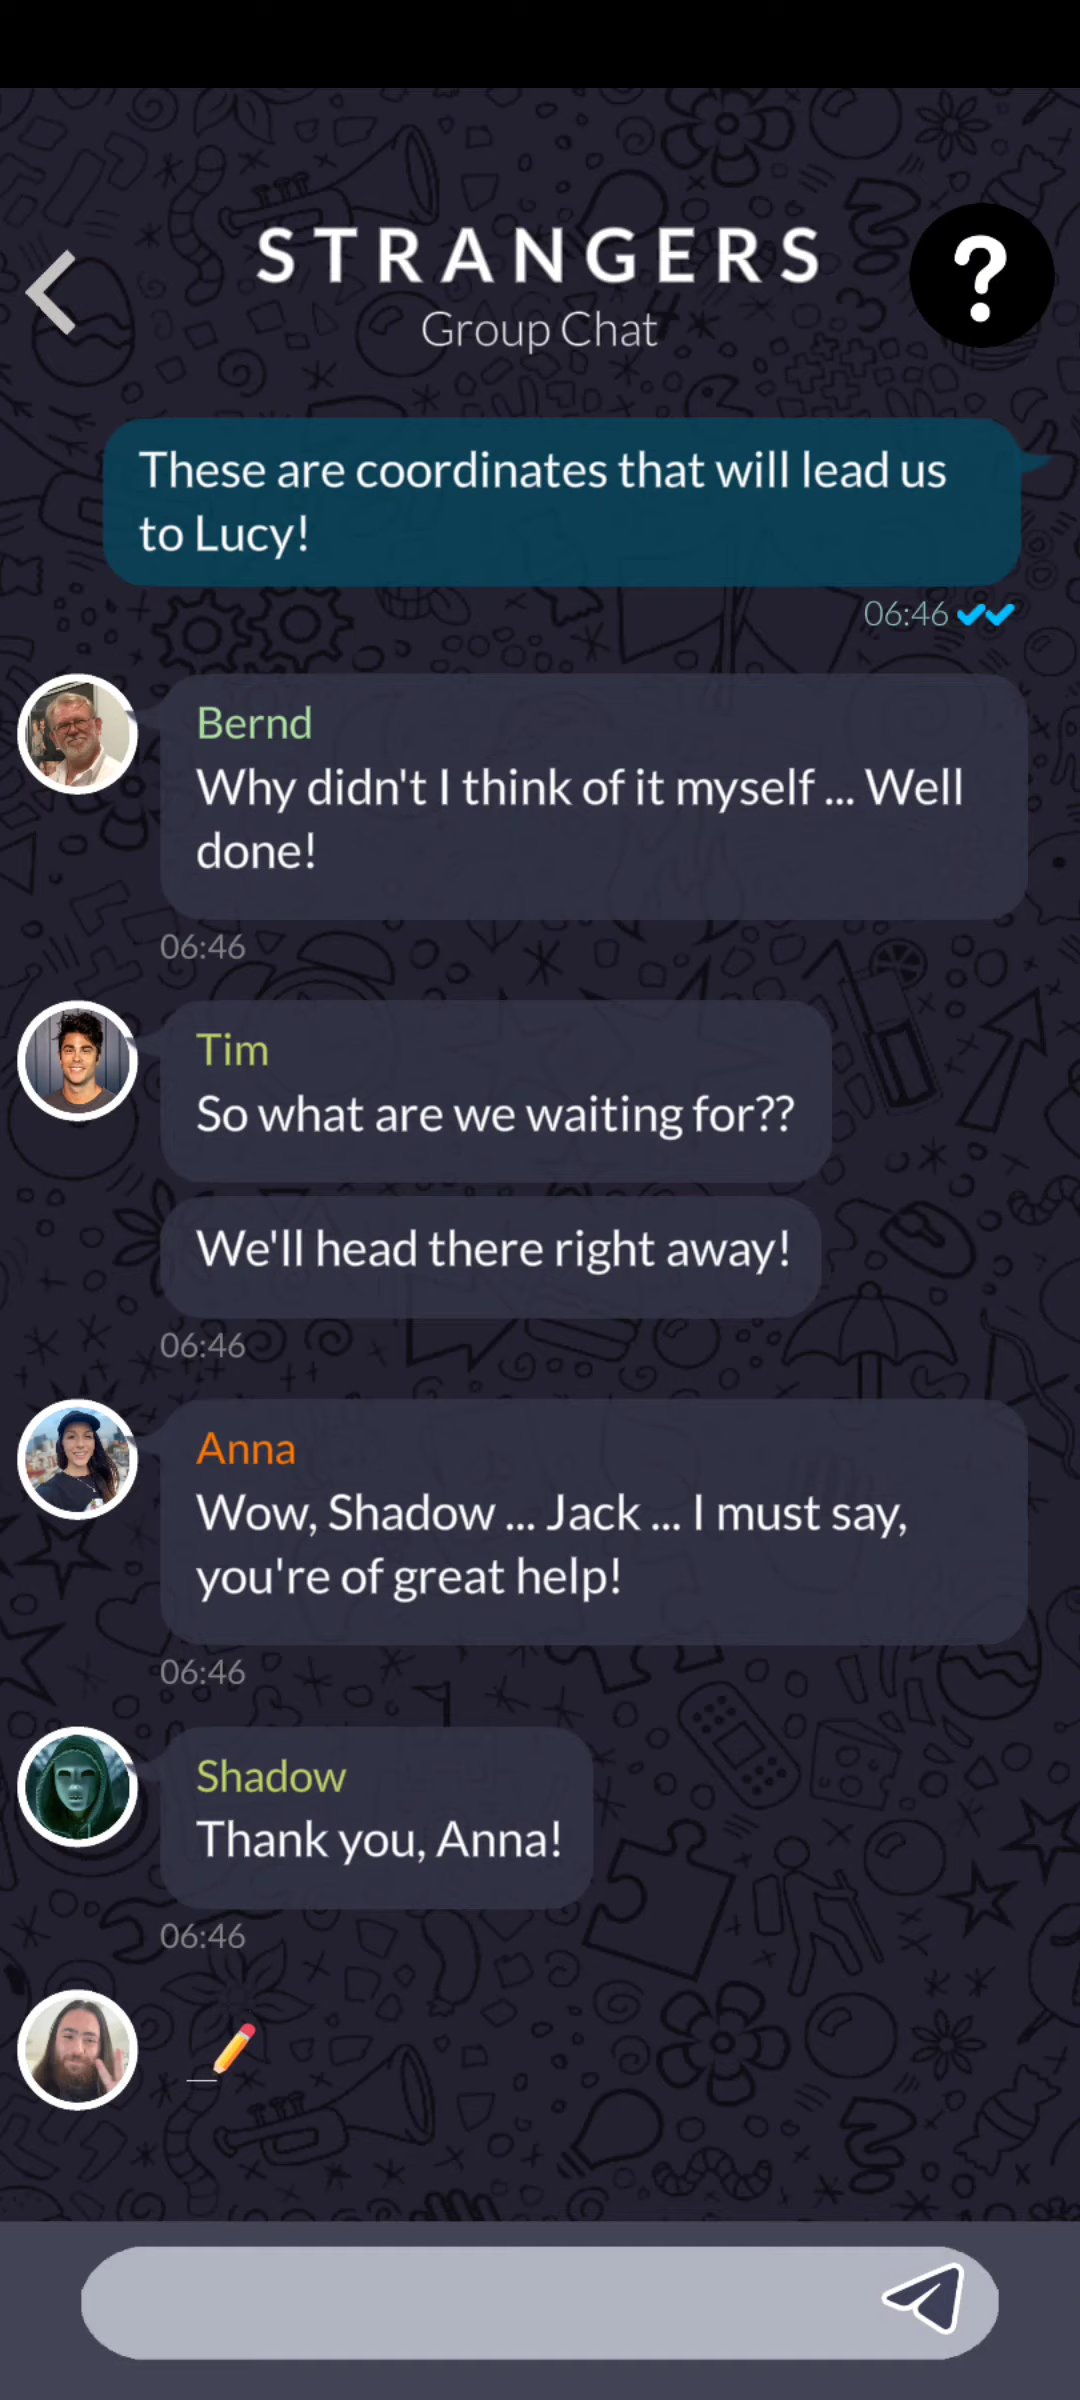 STRANGERS
?
Group Chat
These are coordinates that will lead us
to Lucy!
06:46
Bernd
Why didn't I think of it myself ... Well
done!
06:46
Tim
So what are we waiting for??
We'll head there right away!
06:46
Anna
Wow, Shadow ... Jack ... I must say,
you're of great help!
06:46
Shadow
Thank you, Anna!
06:46